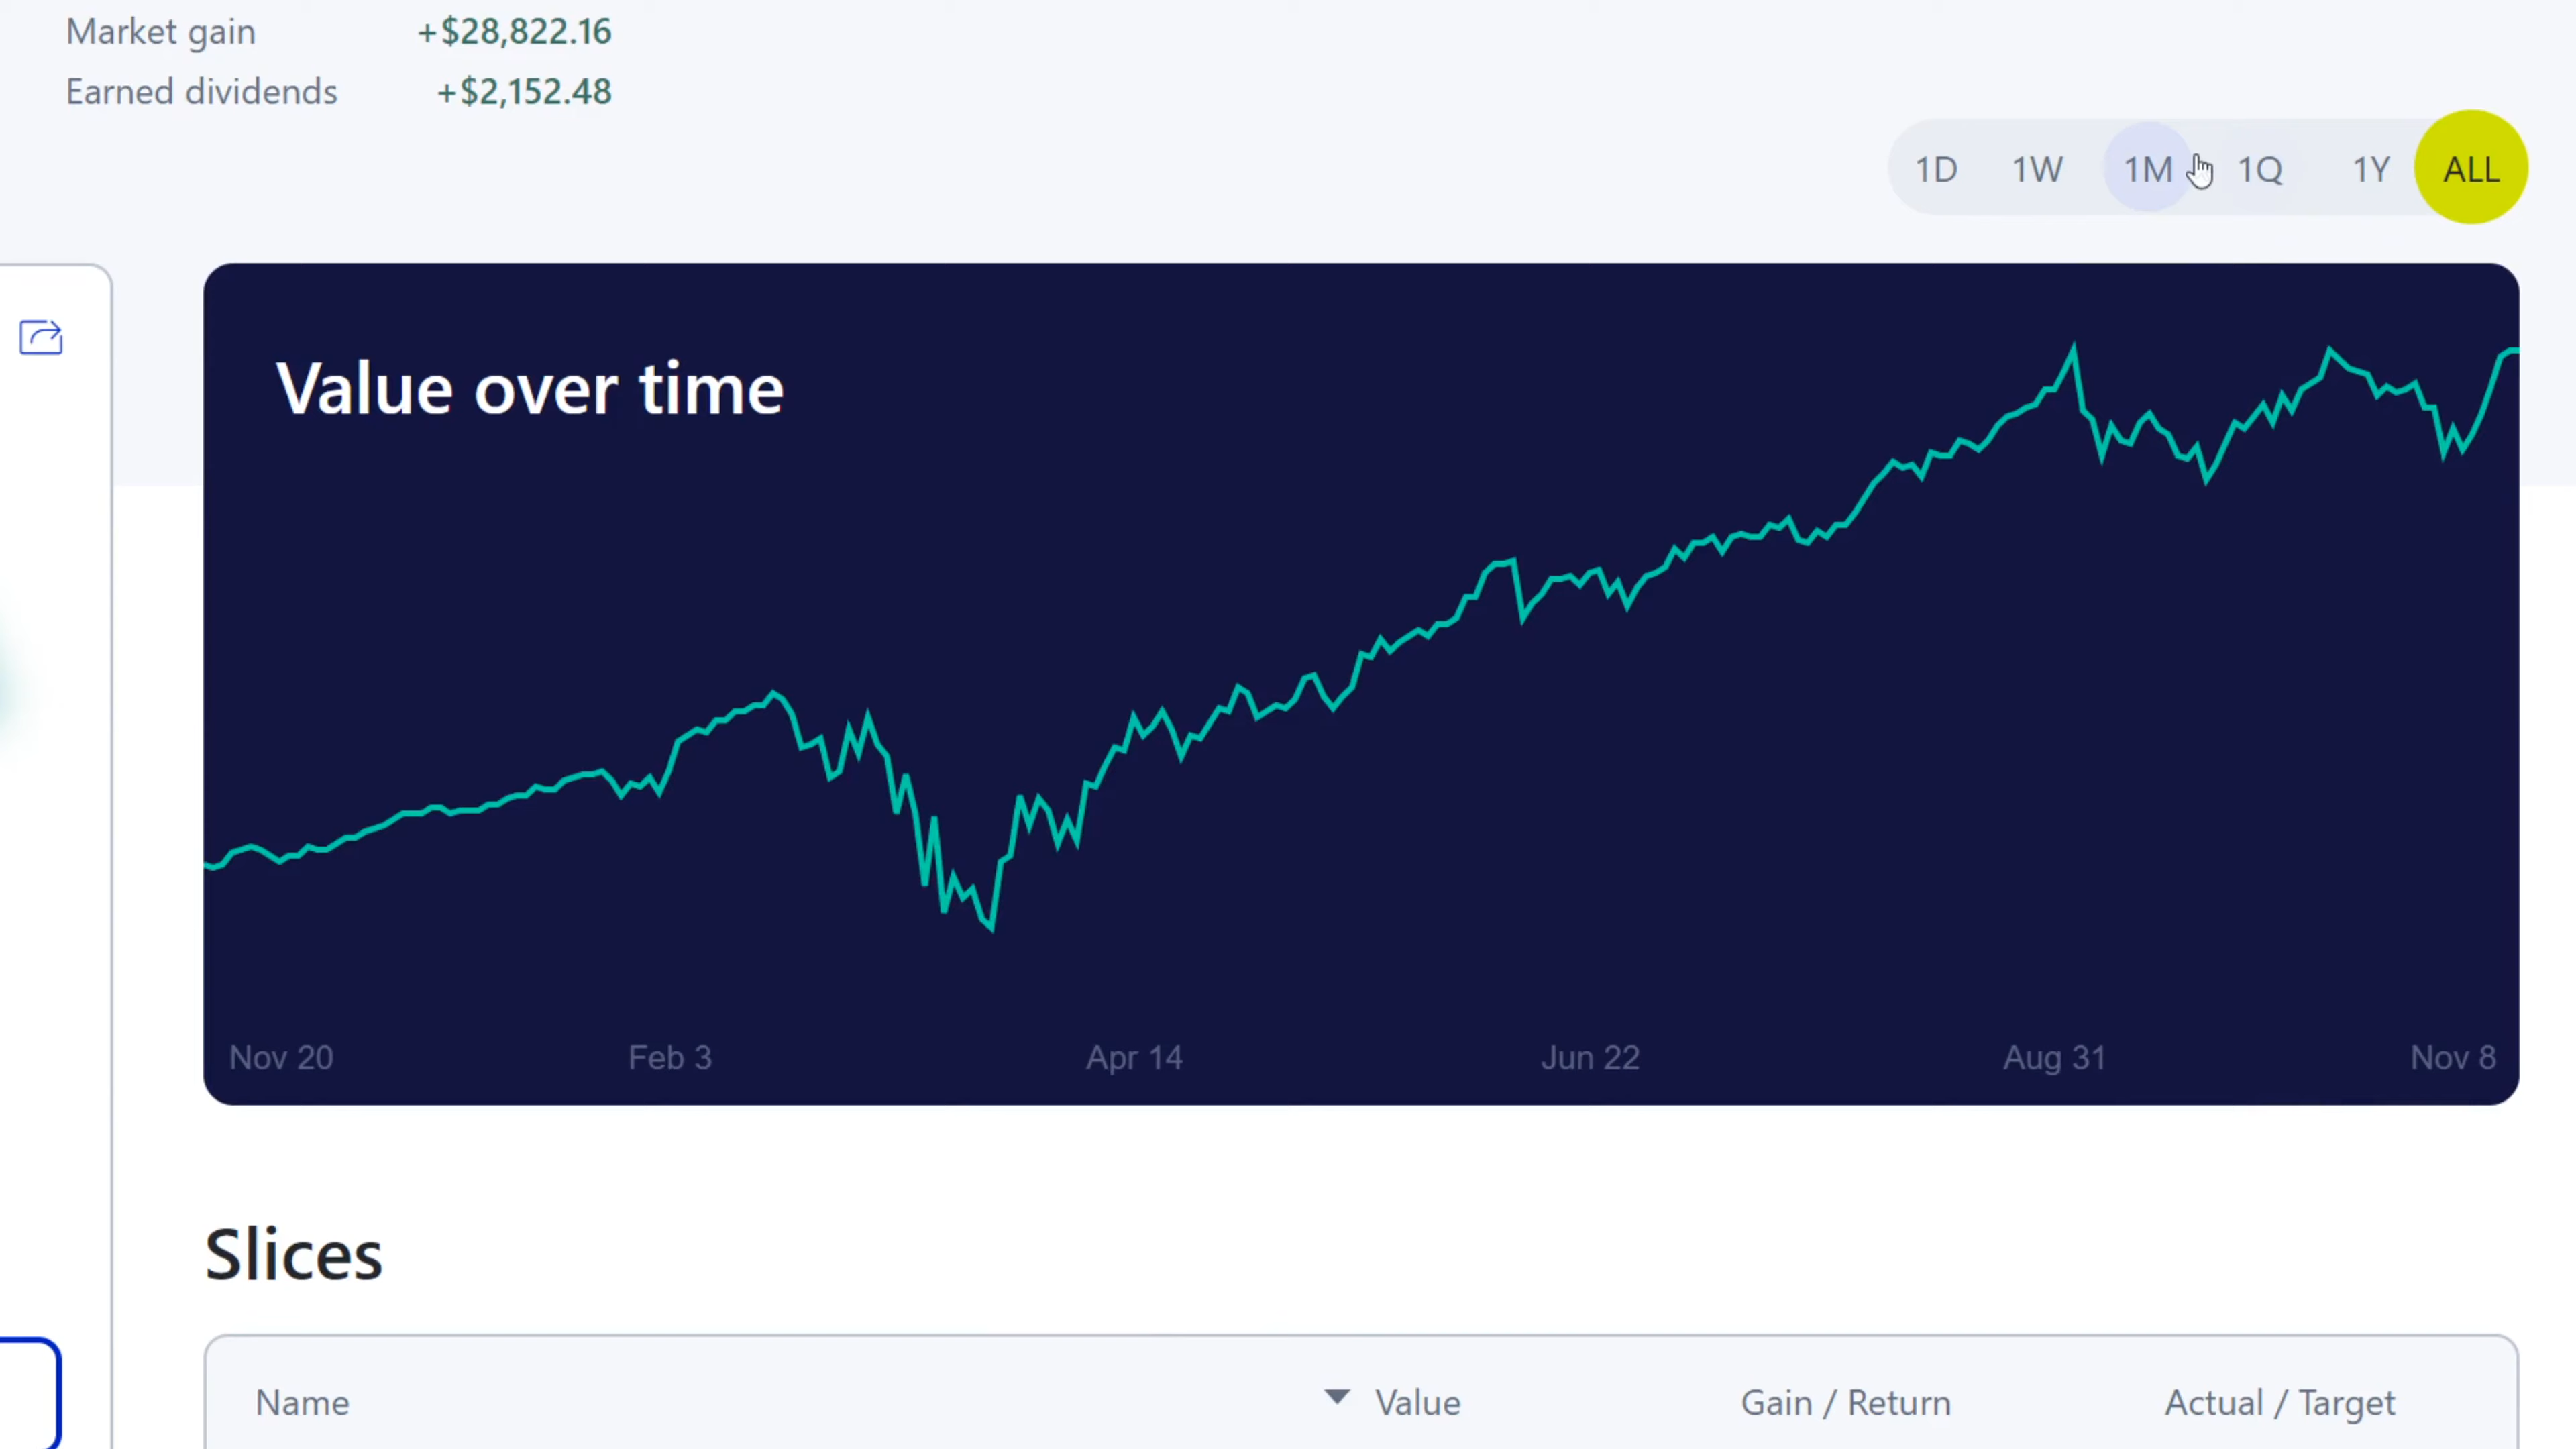 Market gain +$28,822.16
Earned dividends +$2,152.48
1D 1W 1M 1Q 1Y ALL
Value over time
Nov 20 Feb 3 Apr 14 Jun 22 Aug 31 Nov 8
Slices
Name Value Gain / Return Actual / Target